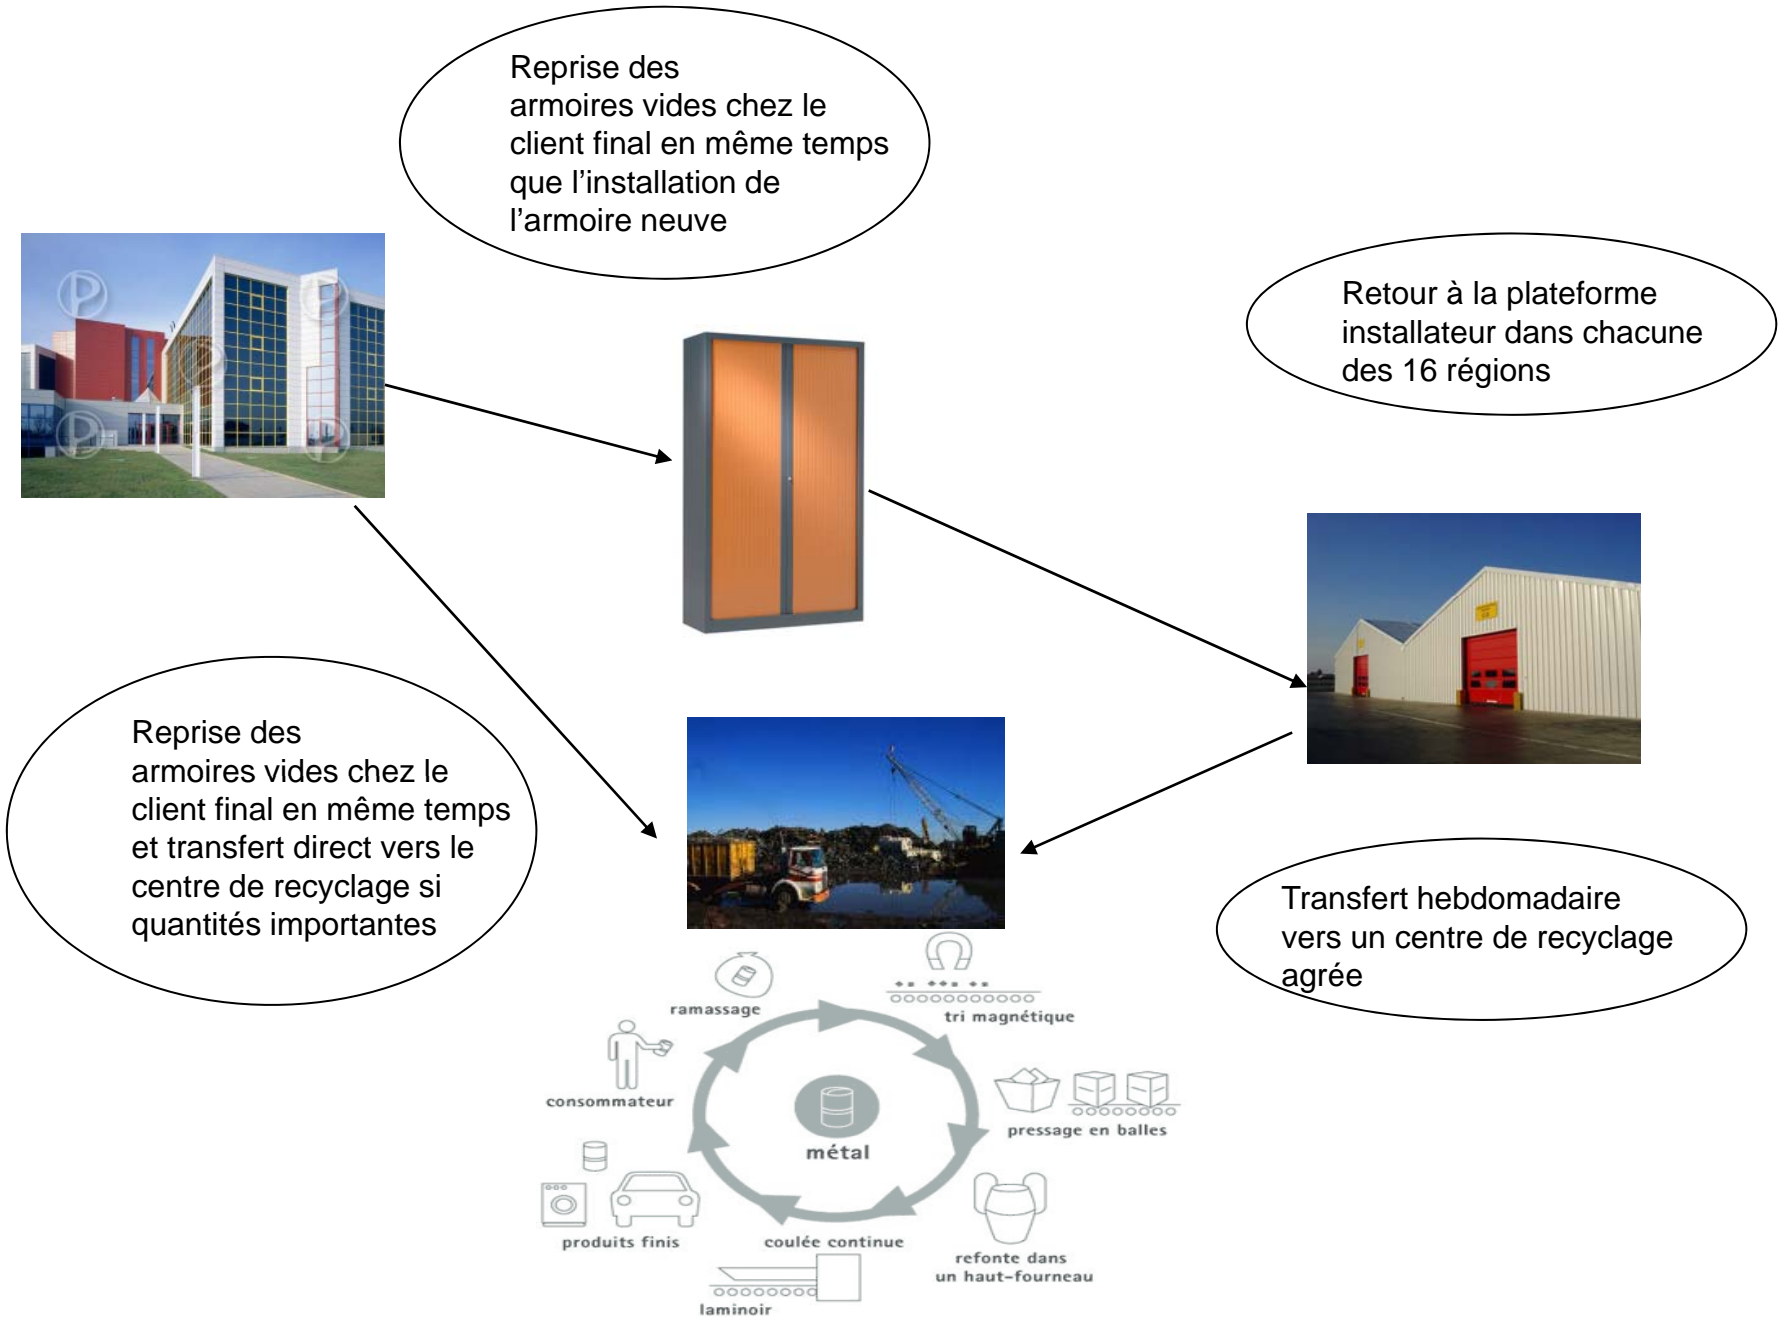 Reprise des
armoires vides chez le
client final en même temps
que l’installation de
l’armoire neuve
Retour à la plateforme
installateur dans chacune
des 16 régions
Reprise des
armoires vides chez le
client final en même temps
et transfert direct vers le
centre de recyclage si
quantités importantes
Transfert hebdomadaire
vers un centre de recyclage
agrée
ramassage
tri magnétique
consommateur
pressage en balles
métal
produits finis
coulée continue
refonte dans
un haut-fourneau
laminoir